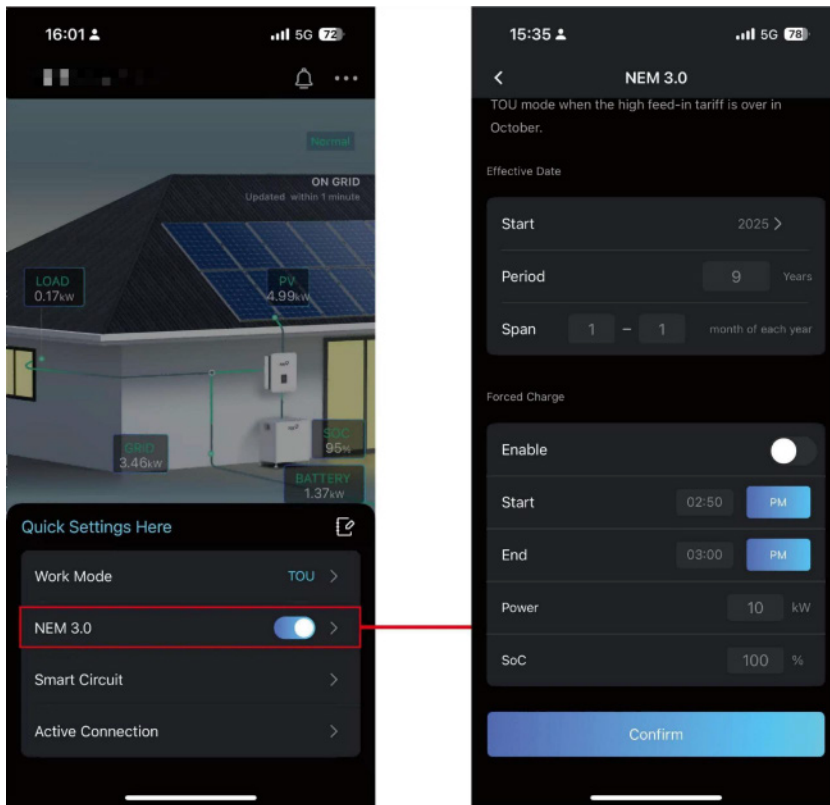 16:01
5G 72
Normal
ON GRID
Updated within 1 minute
LOAD
0.17kw
PV
4.99kw
GRID
3.46kw
SOC
95%
BATTERY
1.37kw
Quick Settings Here
Work Mode TOU
NEM 3.0
Smart Circuit
Active Connection
15:35
5G 78
NEM 3.0
TOU mode when the high feed-in tariff is over in
October.
Effective Date
Start 2025
Period 9 Years
Span 1 – 1 month of each year
Forced Charge
Enable
Start 02:50 PM
End 03:00 PM
Power 10 kW
SoC 100 %
Confirm